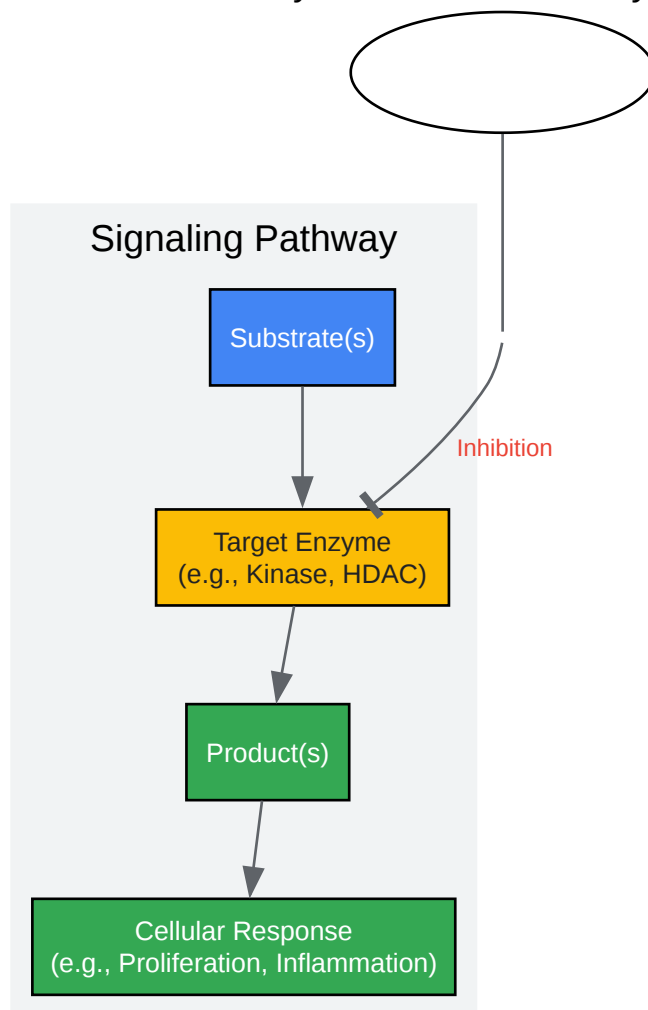 Signaling Pathway
Substrate(s)
Inhibition
Target Enzyme
(e.g., Kinase, HDAC)
Product(s)
Cellular Response
(e.g., Proliferation, Inflammation)